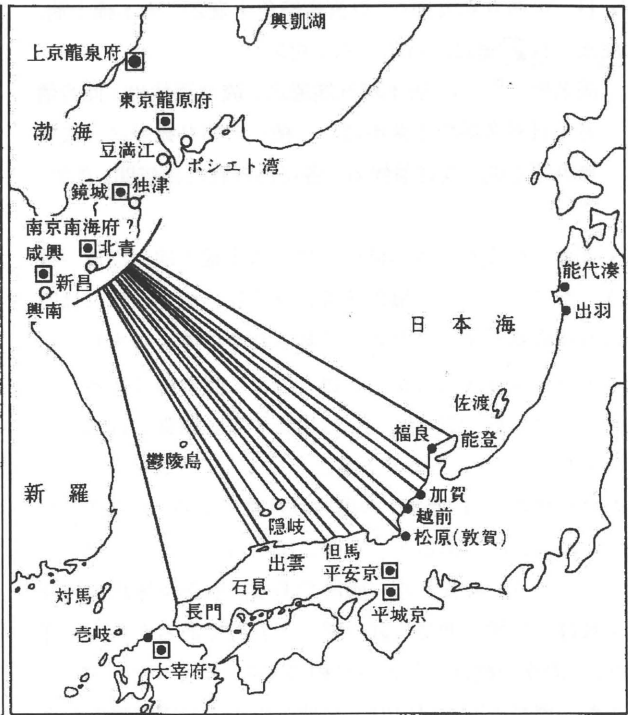 興凱湖
上京龍泉府
東京龍原府
渤海
豆満江
ポシエト湾
鏡城
独津
南京南海府?
咸興
北青
新昌
興南
能代湊
出羽
日本海
佐渡
福良
能登
鬱陵島
新羅
加賀
越前
隠岐
松原(敦賀)
出雲
但馬
平安京
石見
対馬
長門
平城京
壱岐
大宰府